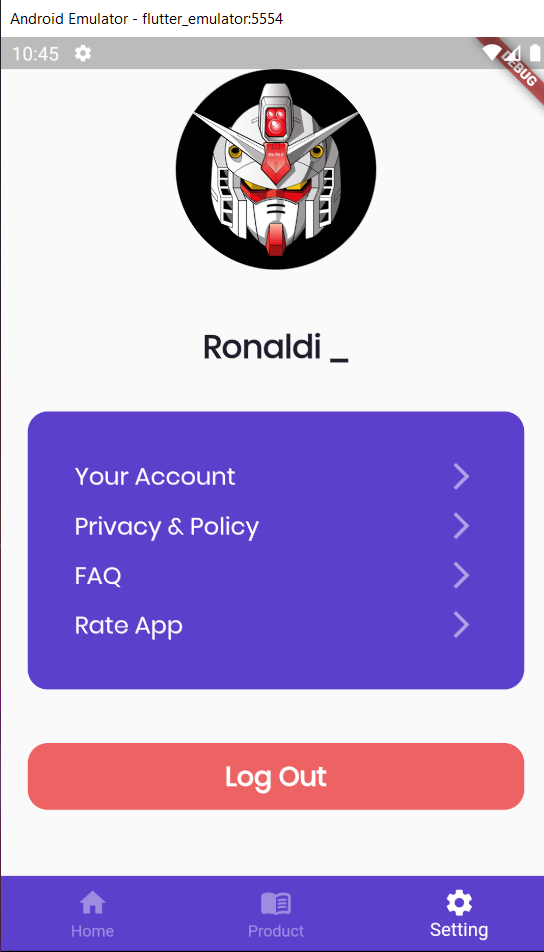 Android Emulator - flutter_emulator:5554
10:45
DEBUG
Ronaldi _
Your Account
Privacy & Policy
FAQ
Rate App
Log Out
Home
Product
Setting